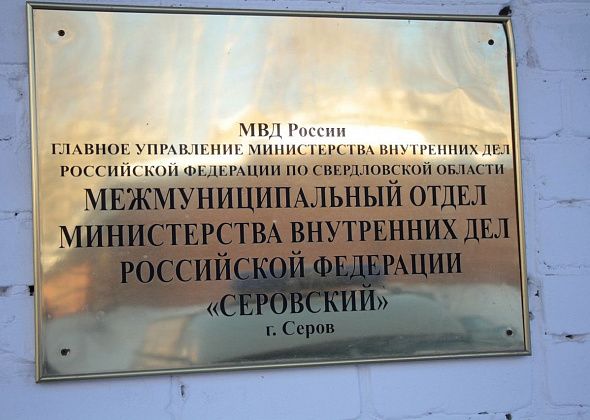 МВД России
ГЛАВНОЕ УПРАВЛЕНИЕ МИНИСТЕРСТВА ВНУТРЕННИХ ДЕЛ
РОССИЙСКОЙ ФЕДЕРАЦИИ ПО СВЕРДЛОВСКОЙ ОБЛАСТИ
МЕЖМУНИЦИПАЛЬНЫЙ ОТДЕЛ
МИНИСТЕРСТВА ВНУТРЕННИХ ДЕЛ
РОССИЙСКОЙ ФЕДЕРАЦИИ
«СЕРОВСКИЙ»
г. Серов